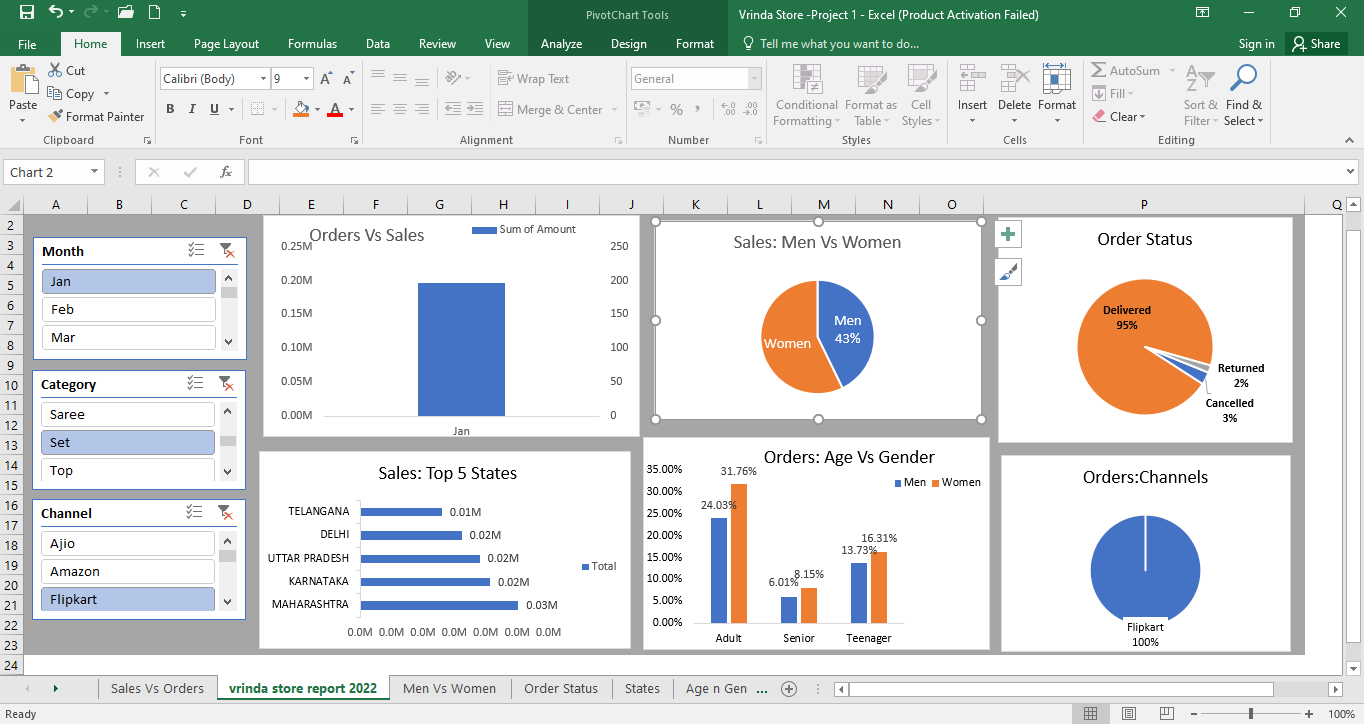 PivotChart Tools
Vrinda Store -Project 1 - Excel (Product Activation Failed)
File Home Insert Page Layout Formulas Data Review View Analyze Design Format Tell me what you want to do... Sign in Share
Paste
Cut
Copy
Format Painter
Clipboard
Calibri (Body) 9
B I U
Font
Wrap Text
Merge & Center
Alignment
General
%
Number
Conditional Formatting
Format as Table
Cell Styles
Styles
Insert Delete Format
Cells
AutoSum
Fill
Clear
Sort & Filter
Find & Select
Editing
Chart 2
fx
A B C D E F G H I J K L M N O P Q
2
3
4
5
6
7
8
9
10
11
12
13
14
15
16
17
18
19
20
21
22
23
24
Month
Jan
Feb
Mar
Category
Saree
Set
Top
Channel
Ajio
Amazon
Flipkart
Orders Vs Sales
Sum of Amount
0.25M 250
0.20M 200
0.15M 150
0.10M 100
0.05M 50
0.00M 0
Jan
Sales: Men Vs Women
Men
43%
Women
Order Status
Delivered
95%
Returned
2%
Cancelled
3%
Sales: Top 5 States
TELANGANA 0.01M
DELHI 0.02M
UTTAR PRADESH 0.02M
KARNATAKA 0.02M
MAHARASHTRA 0.03M
0.0M 0.0M 0.0M 0.0M 0.0M 0.0M 0.0M
Total
Orders: Age Vs Gender
Men Women
35.00%
30.00%
25.00%
20.00%
15.00%
10.00%
5.00%
0.00%
24.03% 31.76%
6.01% 8.15%
13.73% 16.31%
Adult Senior Teenager
Orders:Channels
Flipkart
100%
Sales Vs Orders vrinda store report 2022 Men Vs Women Order Status States Age n Gen ...
Ready
100%